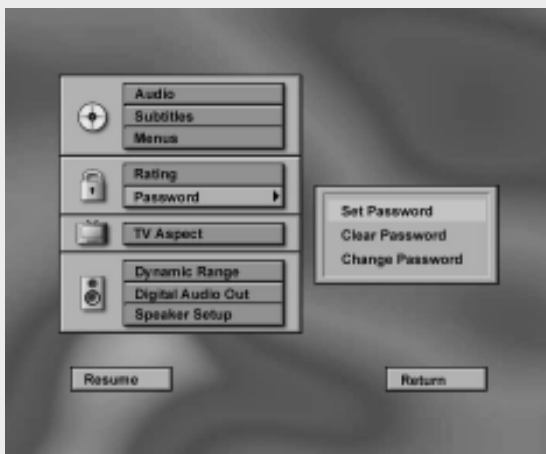 Audio
Subtitles
Menus
Rating
Password
TV Aspect
Dynamic Range
Digital Audio Out
Speaker Setup
Set Password
Clear Password
Change Password
Resume
Return